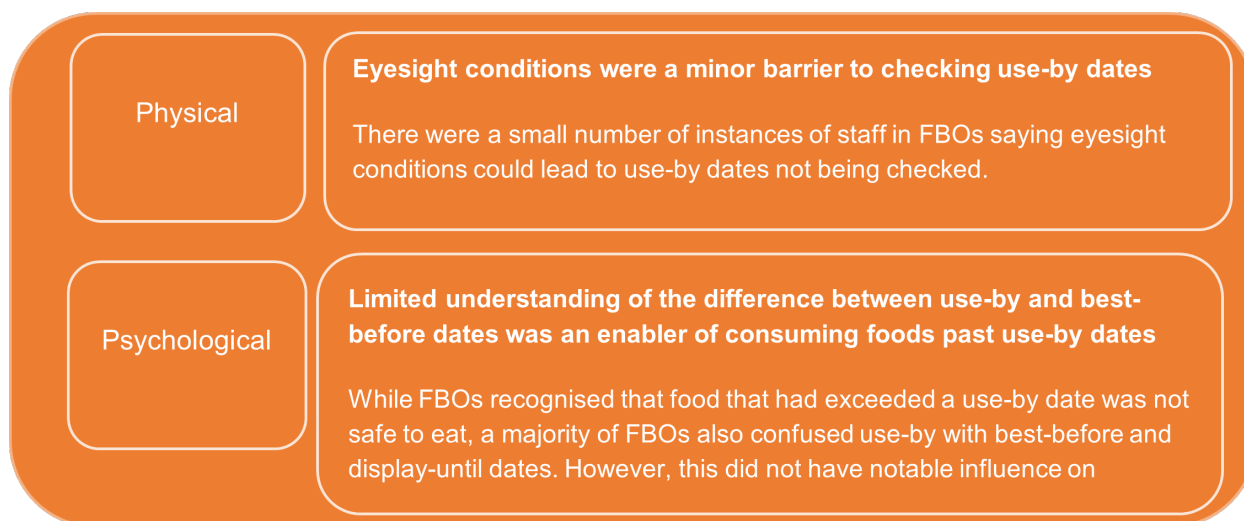 Physical
Eyesight conditions were a minor barrier to checking use-by dates
There were a small number of instances of staff in FBOs saying eyesight
conditions could lead to use-by dates not being checked.
Psychological
Limited understanding of the difference between use-by and best-
before dates was an enabler of consuming foods past use-by dates
While FBOs recognised that food that had exceeded a use-by date was not
safe to eat, a majority of FBOs also confused use-by with best-before and
display-until dates. However, this did not have notable influence on